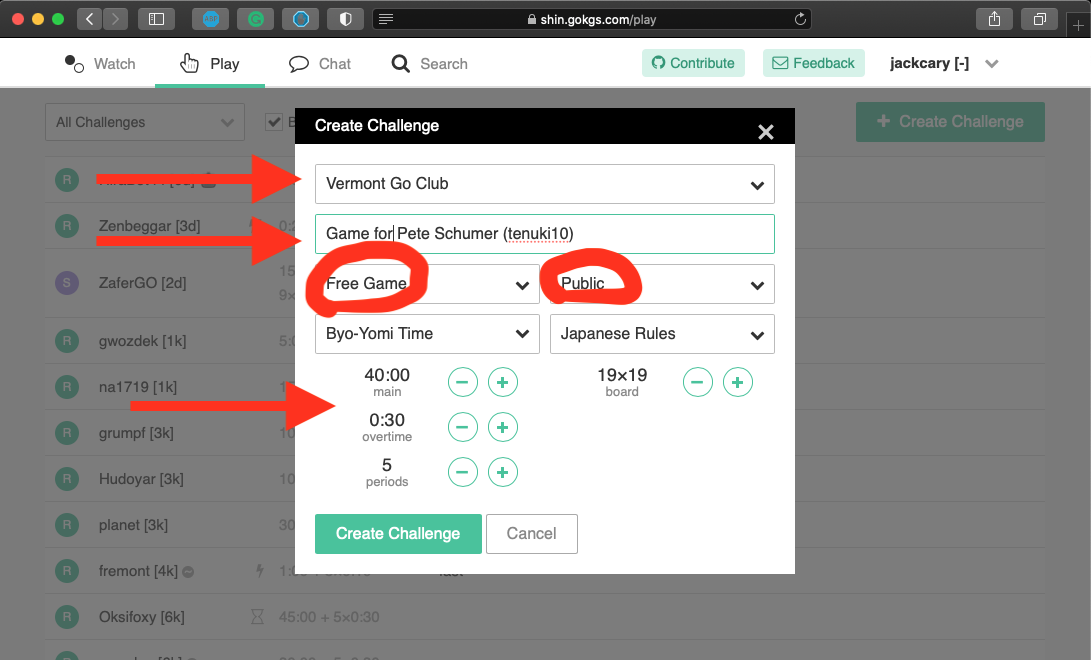 shin.gokgs.com/play
Watch
Play
Chat
Search
Contribute
Feedback
jackcary [-]
All Challenges
+ Create Challenge
Create Challenge
R
Vermont Go Club
R Zenbeggar [3d]
Game for Pete Schumer (tenuki10)
S ZaferGO [2d]
Free Game
Public
R gwozdek [1k]
Byo-Yomi Time
Japanese Rules
R na1719 [1k]
40:00
main
19×19
board
R grumpf [3k]
0:30
overtime
R Hudoyar [3k]
5
periods
R planet [3k]
Create Challenge
Cancel
R fremont [4k]
R Oksifoxy [6k] 45:00 + 5×0:30